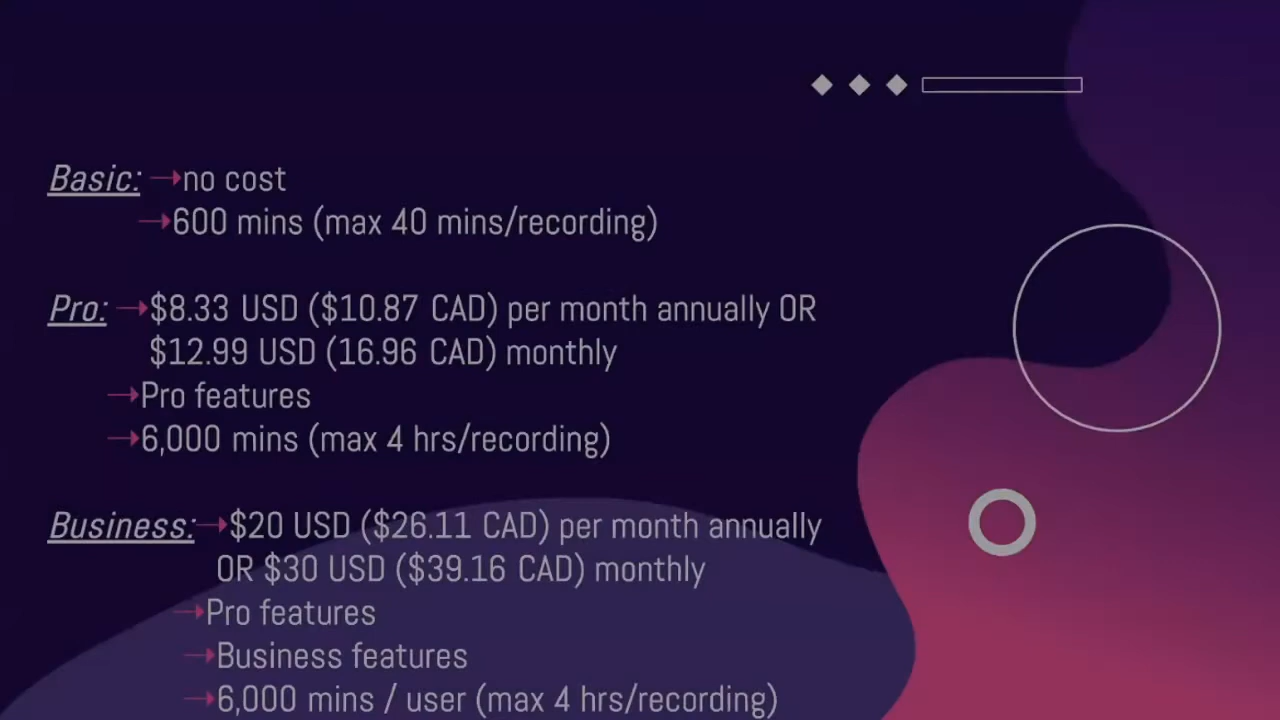 Basic: →no cost
→600 mins (max 40 mins/recording)
Pro: →$8.33 USD ($10.87 CAD) per month annually OR
$12.99 USD (16.96 CAD) monthly
→Pro features
→6,000 mins (max 4 hrs/recording)
Business:→$20 USD ($26.11 CAD) per month annually
OR $30 USD ($39.16 CAD) monthly
→Pro features
→Business features
→6,000 mins / user (max 4 hrs/recording)